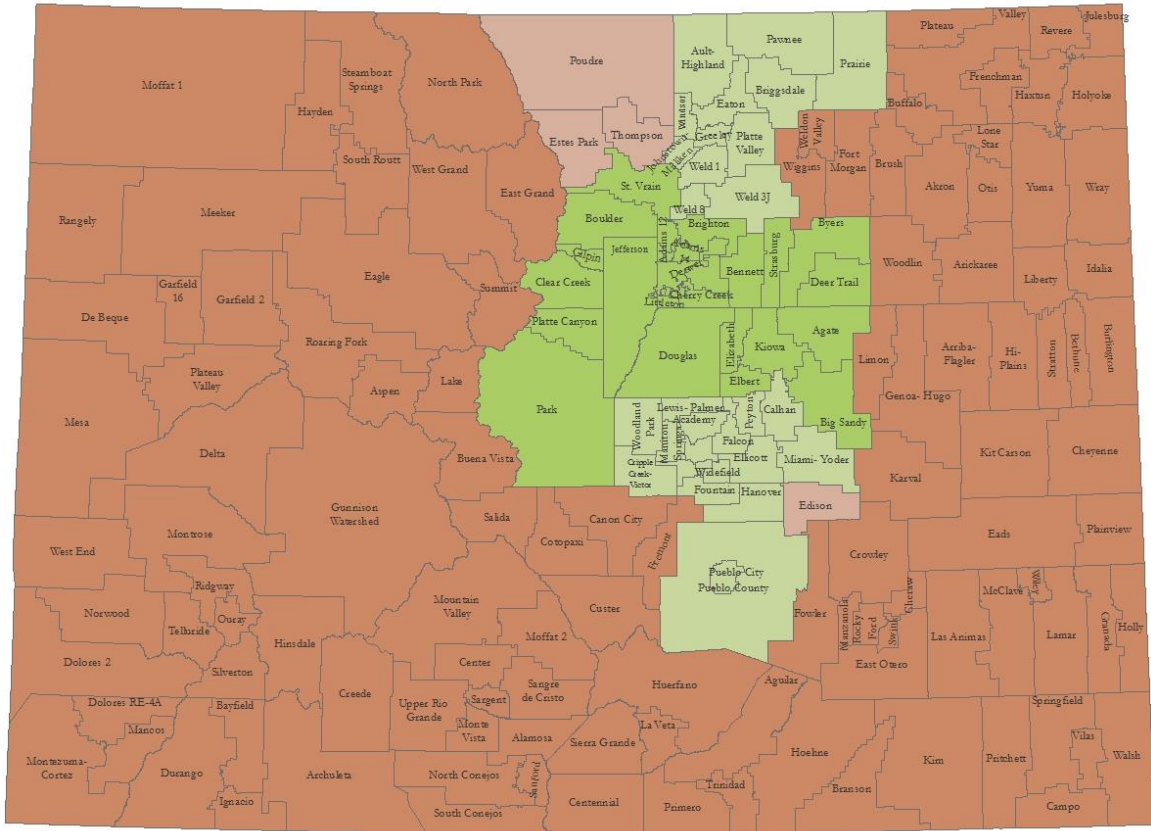 Moffat 1
Hayden
Steamboat
Springs
North Park
Poudre
Ault-
Highland
Pawnee
Prairie
Plateau
Valley
Revere
Julesburg
Frenchman
Haxtun
Holyoke
Buffalo
Briggsdale
Eaton
Windsor
Estes Park
Thompson
Johnstown
Milliken
Greeley
Platte
Valley
Weld 1
Weldon
Valley
Wiggins
Fort
Morgan
Brush
Lone
Star
Akron
Otis
Yuma
Wray
South Routt
West Grand
East Grand
St. Vrain
Weld 8
Weld 3J
Rangely
Meeker
Boulder
Adams 12
Brighton
Byers
Gilpin
Jefferson
Denver
Bennett
Strasburg
Woodlin
Arickaree
Liberty
Idalia
De Beque
Garfield
16
Garfield 2
Eagle
Summit
Clear Creek
Littleton
Cherry Creek
Deer Trail
Platte Canyon
Roaring Fork
Plateau
Valley
Aspen
Lake
Park
Douglas
Elizabeth
Kiowa
Elbert
Agate
Limon
Arriba-
Flagler
Hi-
Plains
Stratton
Bethune
Burlington
Genoa- Hugo
Mesa
Delta
Buena Vista
Woodland
Park
Manitou
Springs
Lewis- Palmer
Academy
Peyton
Calhan
Big Sandy
Falcon
Ellicott
Miami- Yoder
Cripple
Creek-
Victor
Widefield
Fountain
Hanover
Edison
Karval
Kit Carson
Cheyenne
Gunnison
Watershed
Montrose
Salida
Cotopaxi
Canon City
Fremont
West End
Ridgway
Norwood
Telluride
Ouray
Hinsdale
Mountain
Valley
Custer
Pueblo City
Pueblo County
Crowley
Eads
Plainview
Fowler
Manzanola
Rocky
Ford
Swink
Cheraw
Las Animas
McClave
Wiley
Lamar
Granada
Holly
Dolores 2
Silverton
Moffat 2
Center
Sangre
de Cristo
Creede
Upper Rio
Grande
Sargent
Monte
Vista
Alamosa
Huerfano
La Veta
Aguilar
East Otero
Dolores RE-4A
Mancos
Bayfield
Montezuma-
Cortez
Durango
Ignacio
Archuleta
North Conejos
Sanford
South Conejos
Sierra Grande
Centennial
Primero
Trinidad
Hoehne
Branson
Kim
Pritchett
Springfield
Vilas
Walsh
Campo